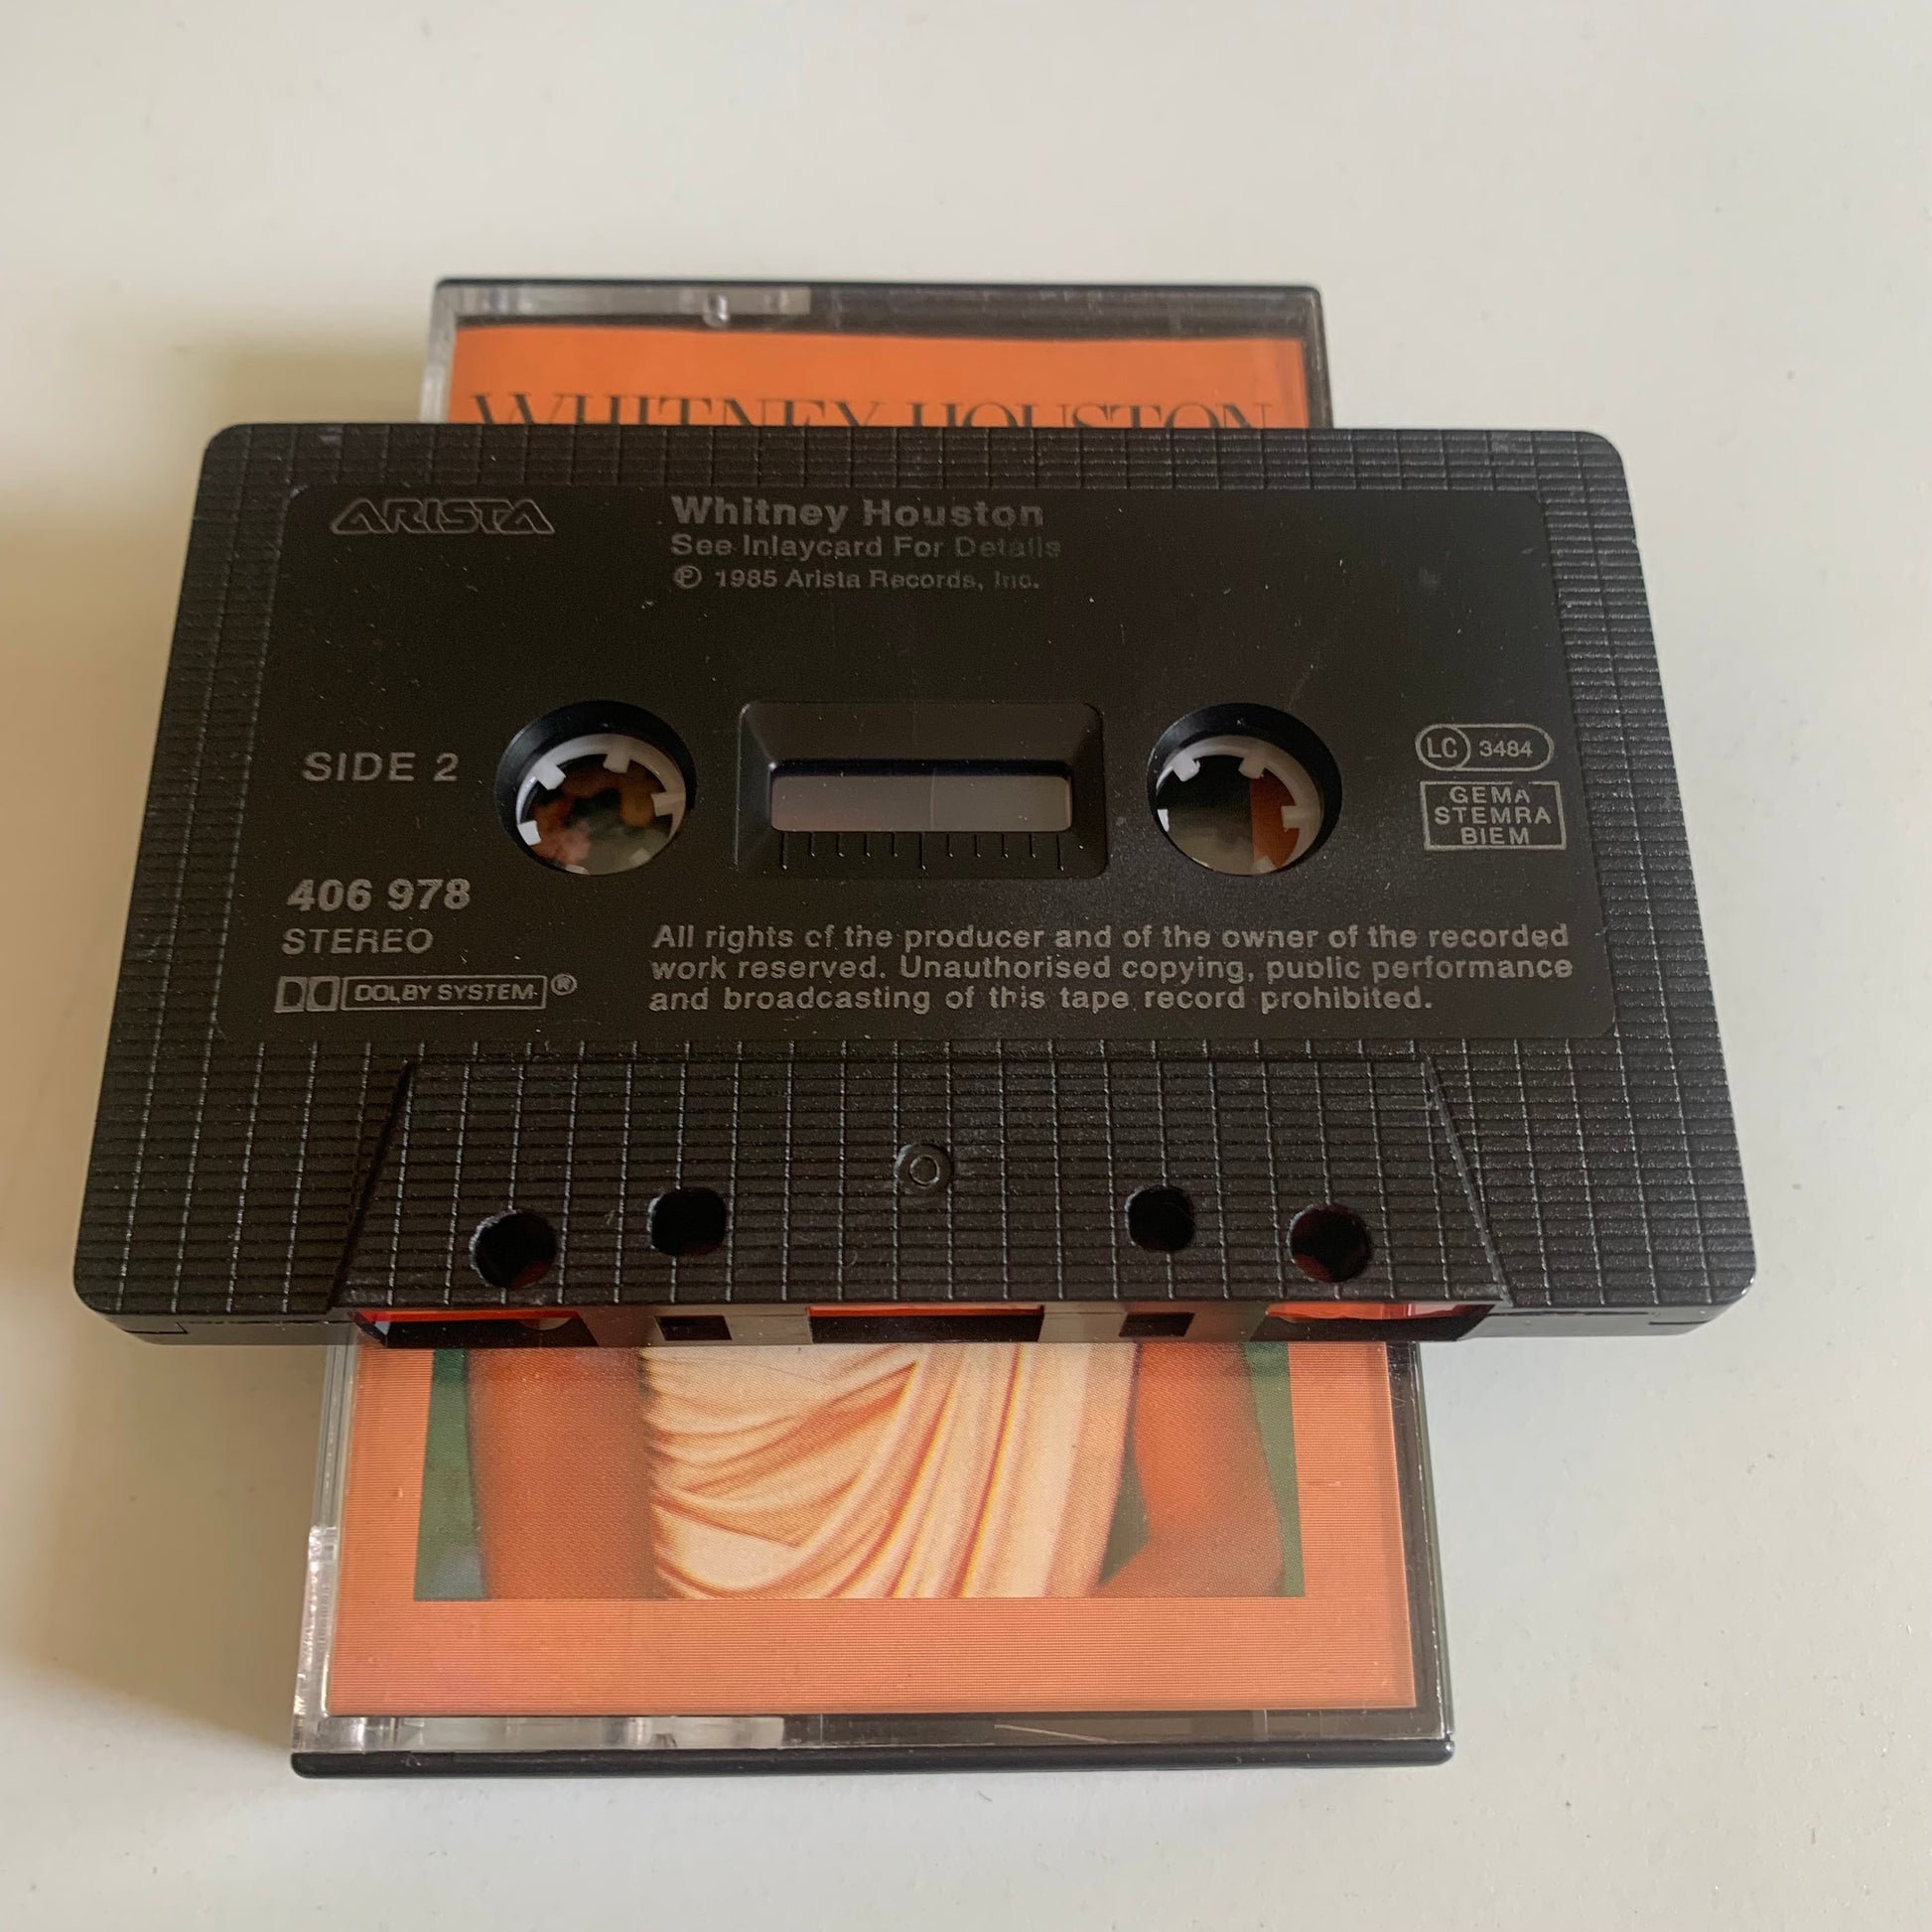 WHITNEY HOUSTON
ARISTA
Whitney Houston
See Inlaycard For Details
Ⓟ 1985 Arista Records, Inc.
SIDE 2
LC 3484
GEMA
STEMRA
BIEM
406 978
STEREO
DOLBY SYSTEM ®
All rights of the producer and of the owner of the recorded
work reserved. Unauthorised copying, public performance
and broadcasting of this tape record prohibited.